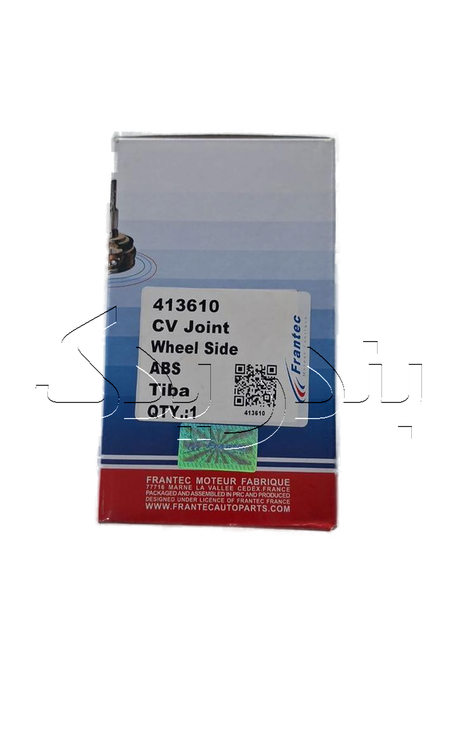 413610
CV Joint
Wheel Side
ABS
Tiba
QTY.:1
413610
Frantec
FRANTEC MOTEUR FABRIQUE
77716 MARNE LA VALLEE CEDEX.FRANCE
PACKAGED AND ASSEMBLED IN PRC AND PRODUCED
DESIGNED UNDER LICENCE OF FRANTEC FRANCE
WWW.FRANTECAUTOPARTS.COM